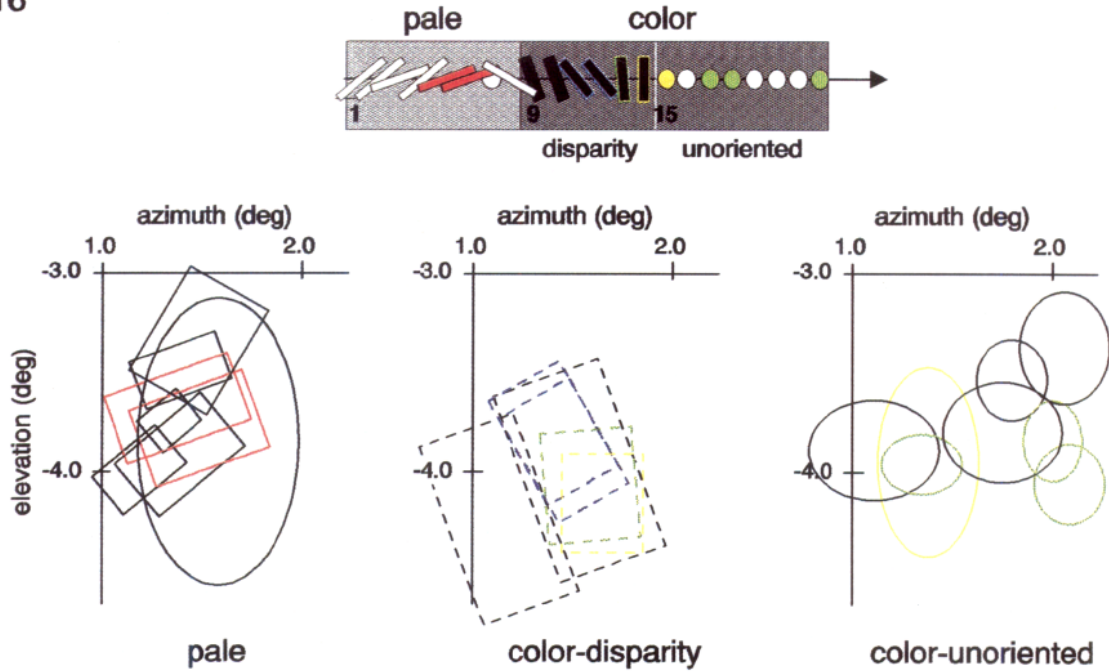 pale color
1 9 15
disparity unoriented
azimuth (deg) azimuth (deg) azimuth (deg)
1.0 2.0 1.0 2.0 1.0 2.0
-3.0 -3.0 -3.0
elevation (deg)
-4.0 -4.0 -4.0
pale color-disparity color-unoriented